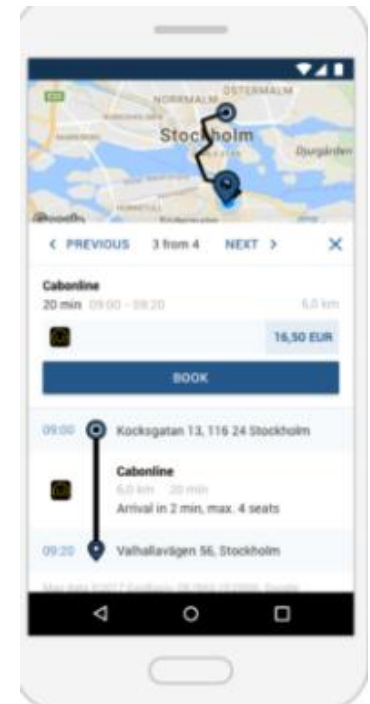 NORRMALM
ÖSTERMALM
Stockholm
Djurgården
PREVIOUS 3 from 4 NEXT
Cabonline
20 min 09:00 - 09:20 6,0 km
16,50 EUR
BOOK
09:00 Kocksgatan 13, 116 24 Stockholm
Cabonline
6,0 km 20 min
Arrival in 2 min, max. 4 seats
09:20 Valhallavägen 56, Stockholm